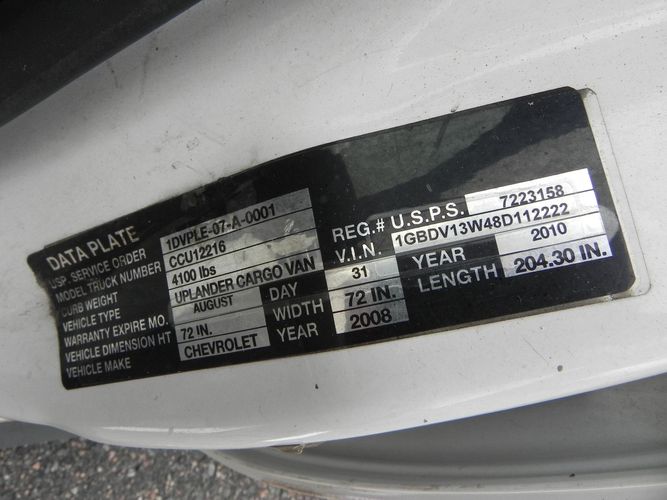 DATA PLATE
USP. SERVICE ORDER 1DVPLE-07-A-0001 REG.# U.S.P.S. 7223158
MODEL TRUCK NUMBER CCU12216 V.I.N. 1GBDV13W48D112222
CURB WEIGHT 4100 lbs
VEHICLE TYPE UPLANDER CARGO VAN
WARRANTY EXPIRE MO. AUGUST DAY 31 YEAR 2010
VEHICLE DIMENSION HT 72 IN. WIDTH 72 IN. LENGTH 204.30 IN.
VEHICLE MAKE CHEVROLET YEAR 2008